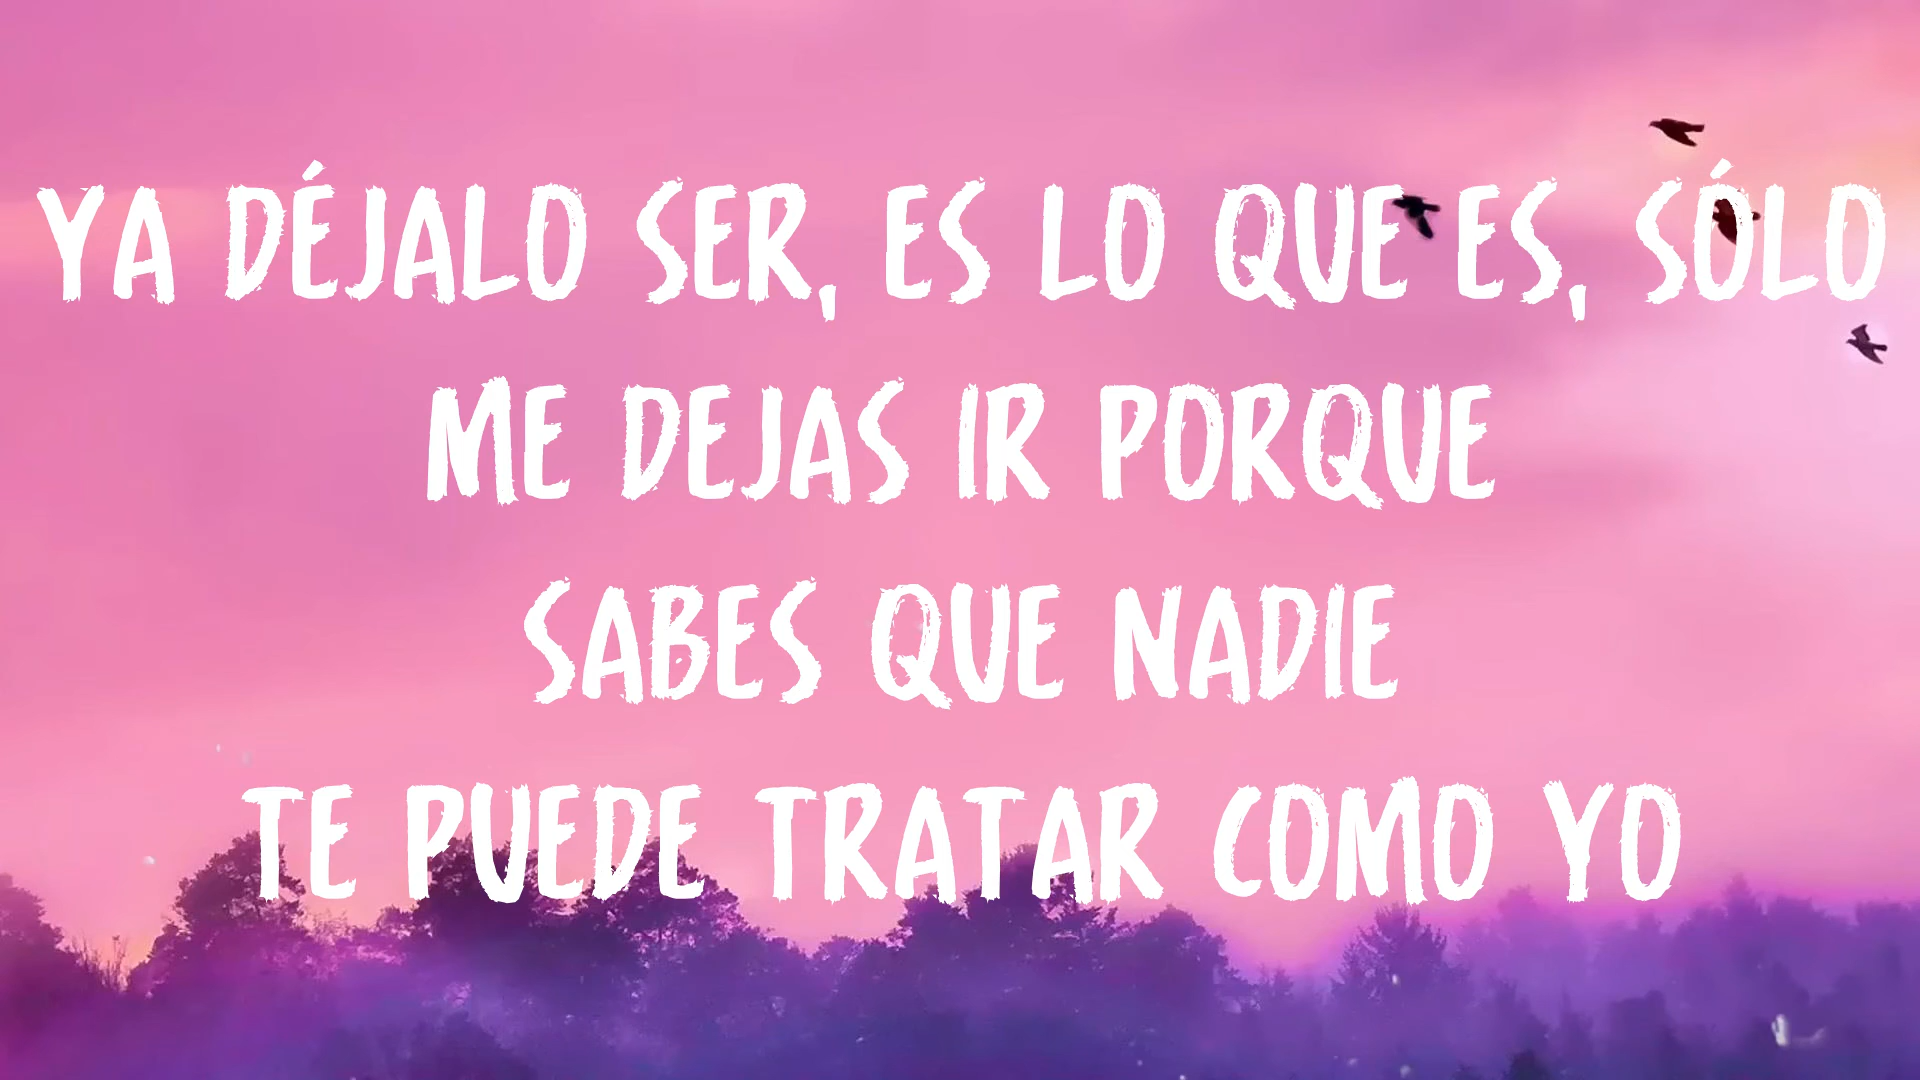 YA DÉJALO SER, ES LO QUE ES, SÓLO
ME DEJAS IR PORQUE
SABES QUE NADIE
TE PUEDE TRATAR COMO YO